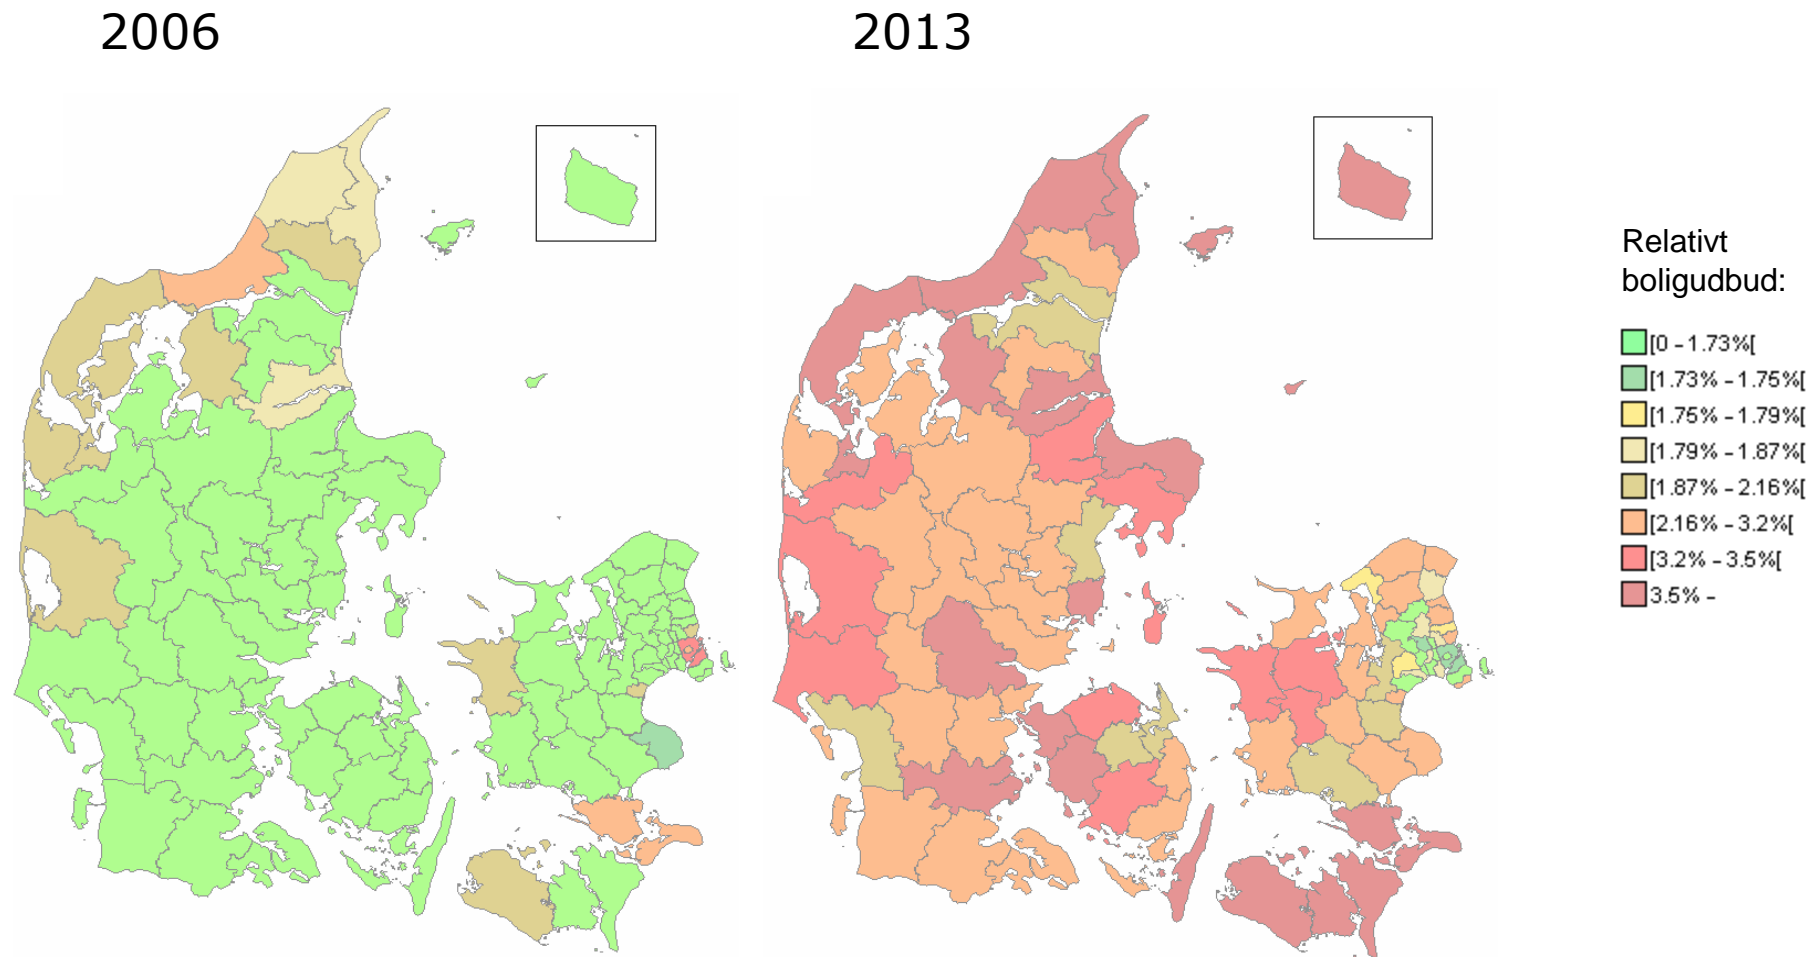 2006
2013
Relativt
boligudbud:
[0 - 1.73%[
[1.73% - 1.75%[
[1.75% - 1.79%[
[1.79% - 1.87%[
[1.87% - 2.16%[
[2.16% - 3.2%[
[3.2% - 3.5%[
3.5% -